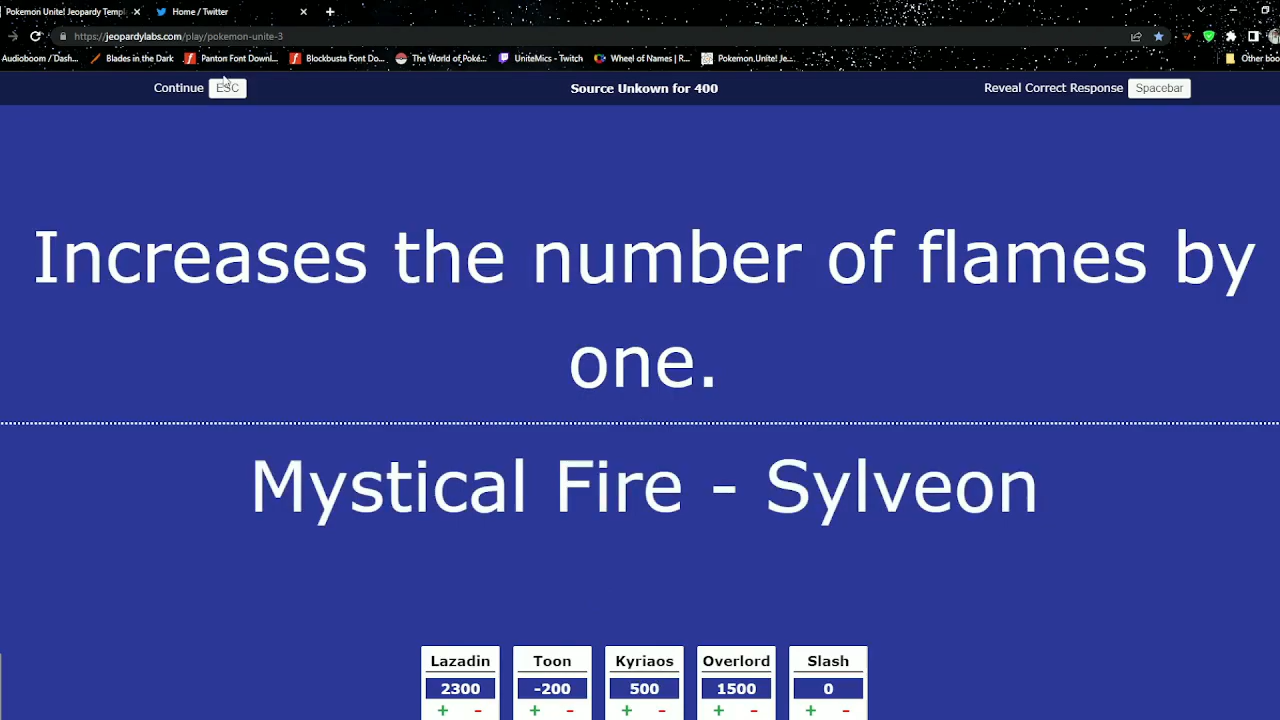 Pokemon Unite! Jeopardy Templ
Home / Twitter
https://jeopardylabs.com/play/pokemon-unite-3
Audioboom / Dash...
Blades in the Dark
Panton Font Downl...
Blockbusta Font Do...
The World of Poké...
UniteMics - Twitch
Wheel of Names | R...
Pokemon Unite! Je...
Other boo
Continue ESC
Source Unkown for 400
Reveal Correct Response Spacebar
Increases the number of flames by
one.
Mystical Fire - Sylveon
Lazadin Toon Kyriaos Overlord Slash
2300 -200 500 1500 0
+ - + - + - + - + -